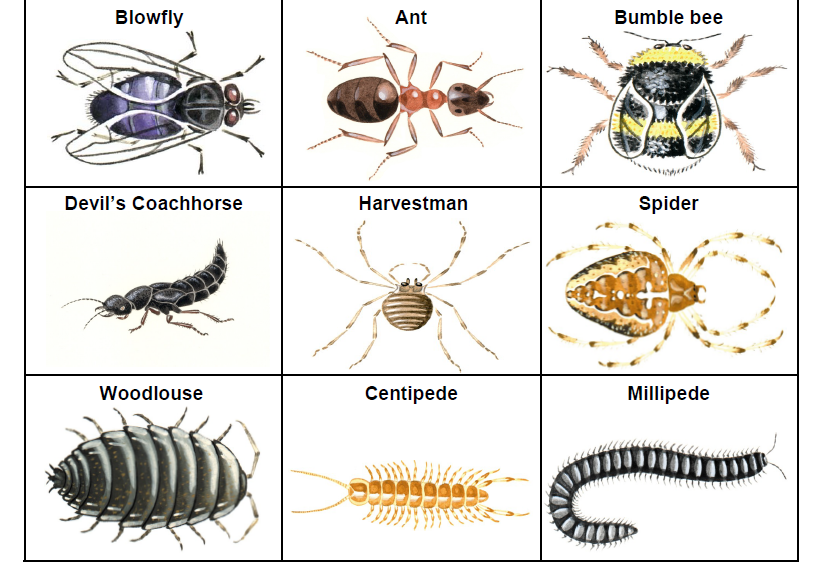 Blowfly
Ant
Bumble bee
Devil's Coachhorse
Harvestman
Spider
Woodlouse
Centipede
Millipede